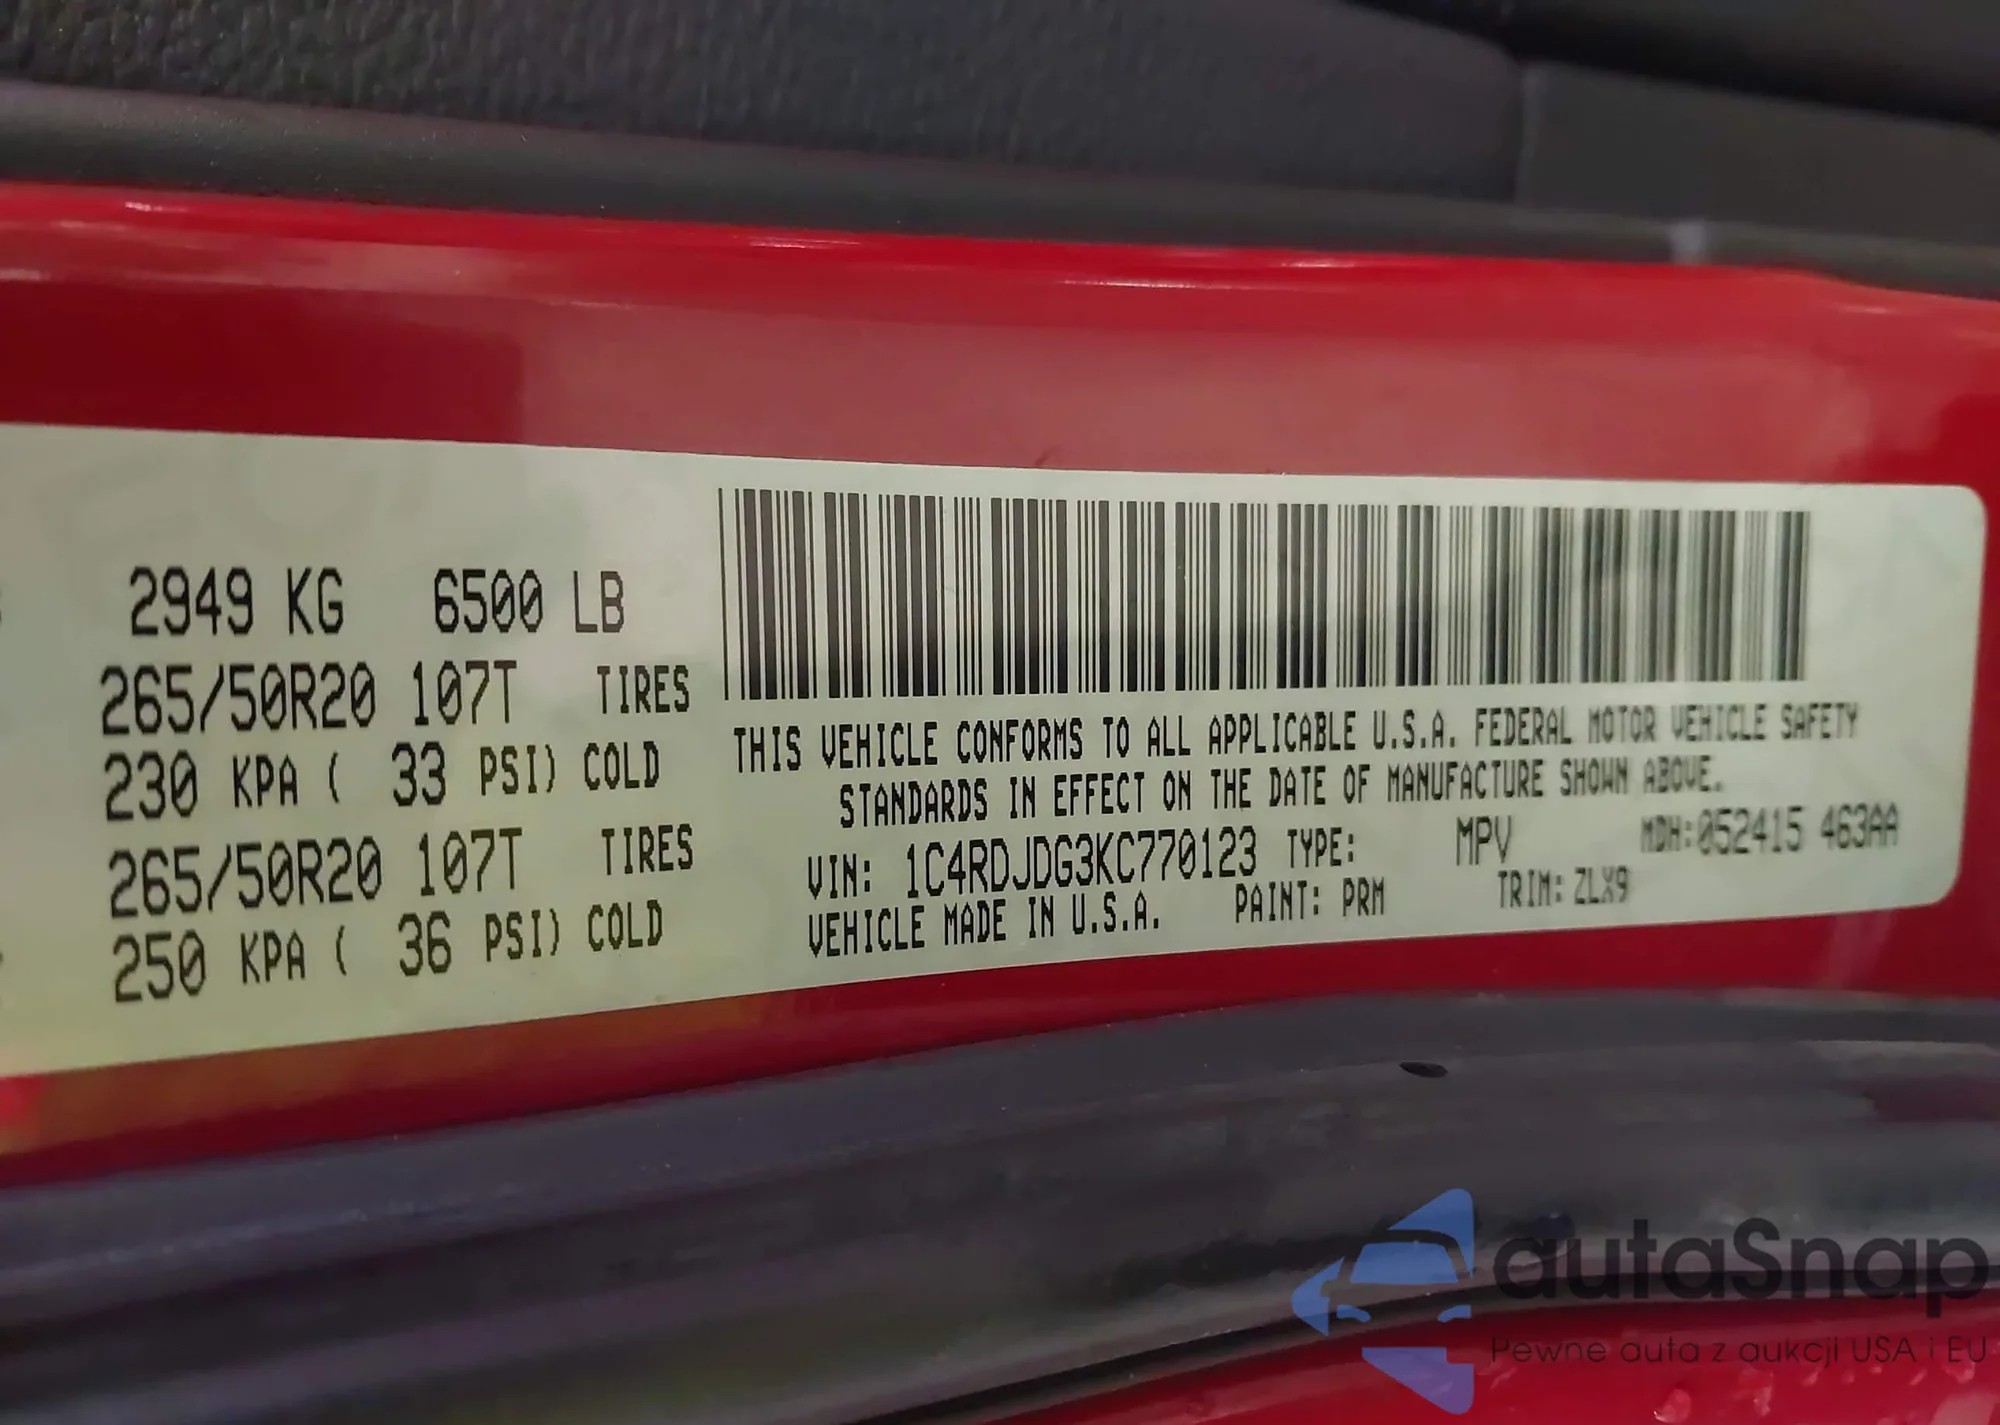 2949 KG 6500 LB
265/50R20 107T TIRES
230 KPA ( 33 PSI) COLD
265/50R20 107T TIRES
250 KPA ( 36 PSI) COLD
THIS VEHICLE CONFORMS TO ALL APPLICABLE U.S.A. FEDERAL MOTOR VEHICLE SAFETY
STANDARDS IN EFFECT ON THE DATE OF MANUFACTURE SHOWN ABOVE.
VIN: 1C4RDJDG3KC770123 TYPE: MPV MDH:052415 463AA
VEHICLE MADE IN U.S.A. PAINT: PRM TRIM: ZLX9
autaSnap
Pewne auta z aukcji USA i EU